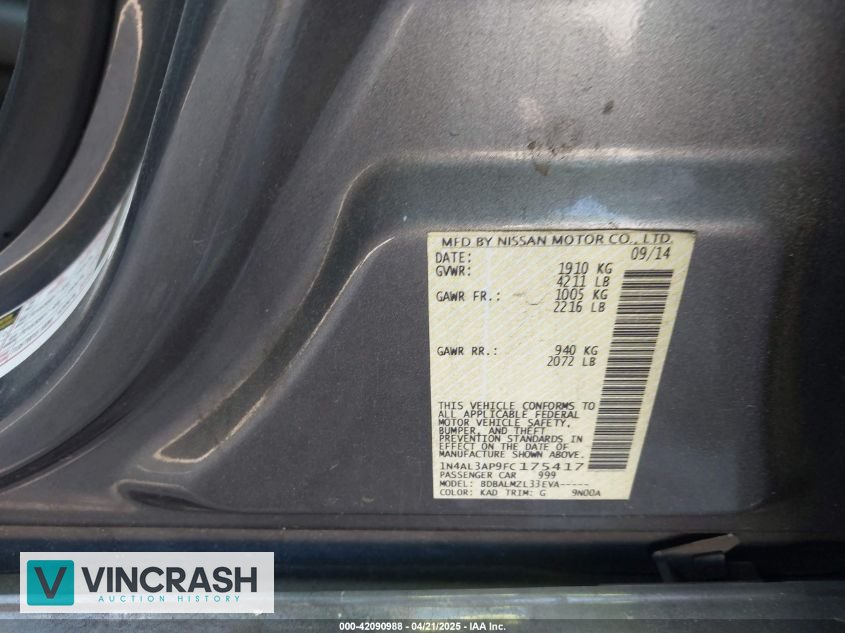 MFD BY NISSAN MOTOR CO., LTD.
DATE: 09/14
GVWR: 1910 KG
4211 LB
GAWR FR.: 1005 KG
2216 LB
GAWR RR.: 940 KG
2072 LB
THIS VEHICLE CONFORMS TO
ALL APPLICABLE FEDERAL
MOTOR VEHICLE SAFETY,
BUMPER, AND THEFT
PREVENTION STANDARDS IN
EFFECT ON THE DATE OF
MANUFACTURE SHOWN ABOVE.
1N4AL3AP9FC175417
PASSENGER CAR 999
MODEL: BDBALMZL33EVA-----
COLOR: KAD TRIM: G 9N00A
VINCRASH
AUCTION HISTORY
000-42090988 - 04/21/2025 - IAA Inc.